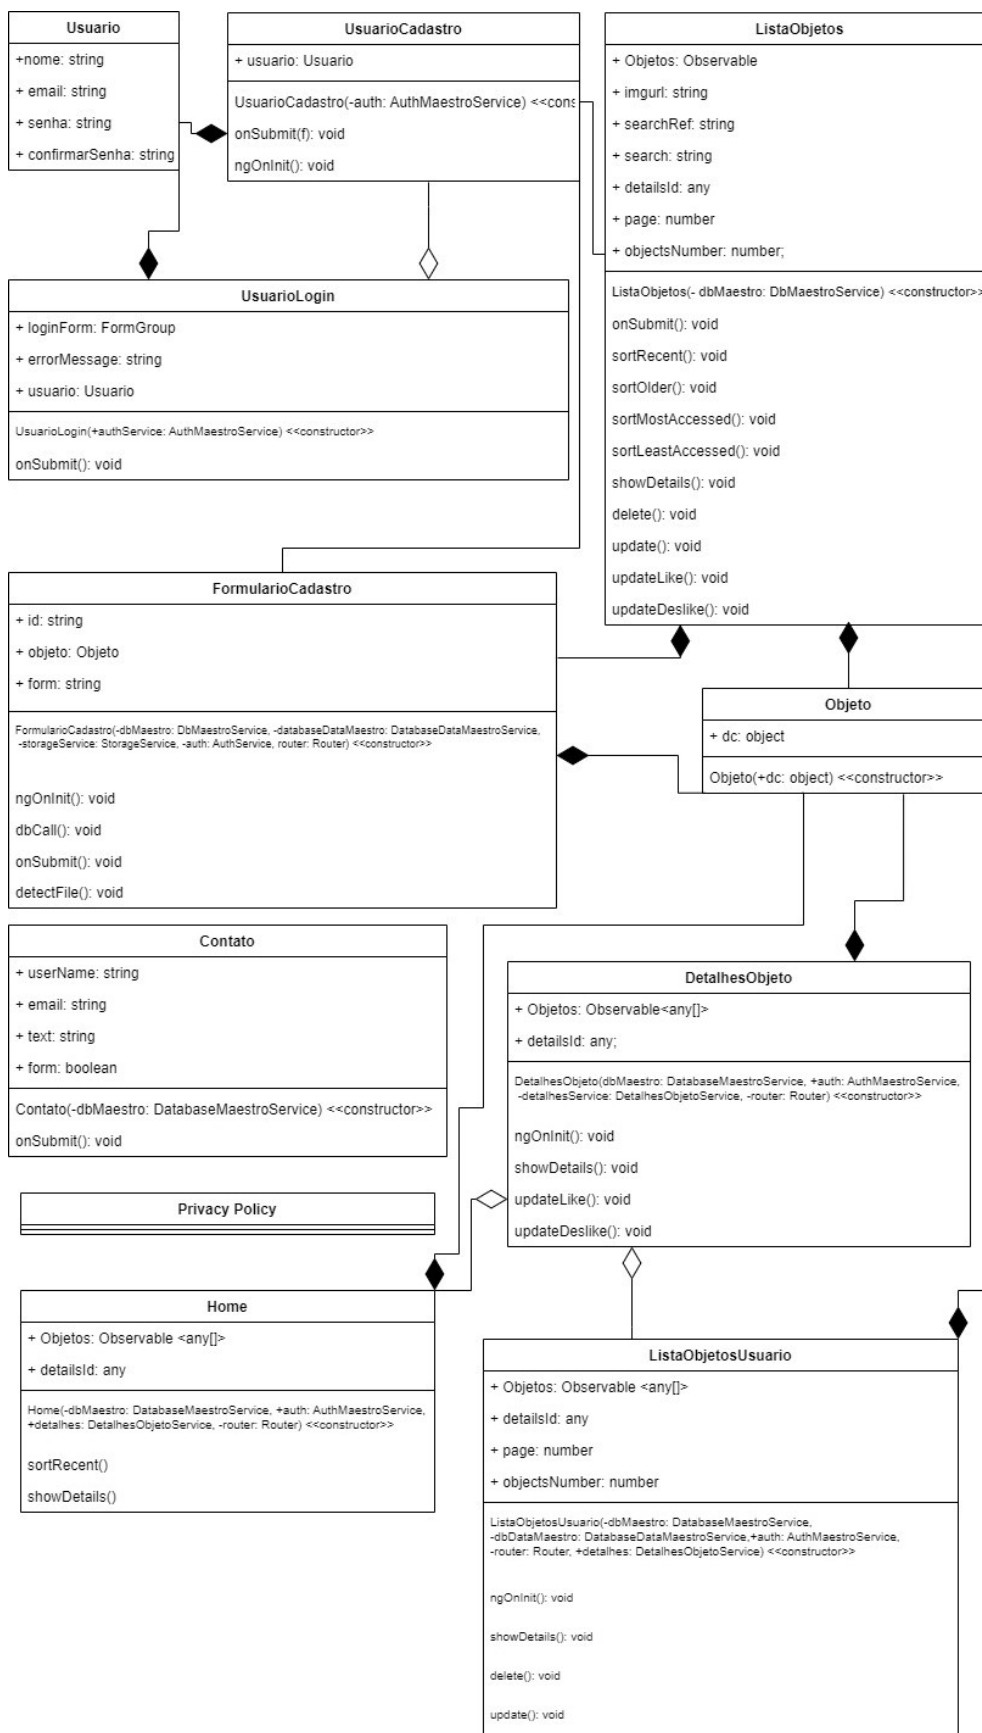 Usuario
+nome: string
+ email: string
+ senha: string
+ confirmarSenha: string
UsuarioCadastro
+ usuario: Usuario
UsuarioCadastro(-auth: AuthMaestroService) <<cons
onSubmit(f): void
ngOnInit(): void
ListaObjetos
+ Objetos: Observable
+ imgurl: string
+ searchRef: string
+ search: string
+ detailsId: any
+ page: number
+ objectsNumber: number;
ListaObjetos(- dbMaestro: DbMaestroService) <<constructor>>
onSubmit(): void
sortRecent(): void
sortOlder(): void
sortMostAccessed(): void
sortLeastAccessed(): void
showDetails(): void
delete(): void
update(): void
updateLike(): void
updateDeslike(): void
UsuarioLogin
+ loginForm: FormGroup
+ errorMessage: string
+ usuario: Usuario
UsuarioLogin(+authService: AuthMaestroService) <<constructor>>
onSubmit(): void
FormularioCadastro
+ id: string
+ objeto: Objeto
+ form: string
FormularioCadastro(-dbMaestro: DbMaestroService, -databaseDataMaestro: DatabaseDataMaestroService,
-storageService: StorageService, -auth: AuthService, router: Router) <<constructor>>
ngOnInit(): void
dbCall(): void
onSubmit(): void
detectFile(): void
Objeto
+ dc: object
Objeto(+dc: object) <<constructor>>
Contato
+ userName: string
+ email: string
+ text: string
+ form: boolean
Contato(-dbMaestro: DatabaseMaestroService) <<constructor>>
onSubmit(): void
DetalhesObjeto
+ Objetos: Observable<any[]>
+ detailsId: any;
DetalhesObjeto(dbMaestro: DatabaseMaestroService, +auth: AuthMaestroService,
-detalhesService: DetalhesObjetoService, -router: Router) <<constructor>>
ngOnInit(): void
showDetails(): void
updateLike(): void
updateDeslike(): void
Privacy Policy
Home
+ Objetos: Observable <any[]>
+ detailsId: any
Home(-dbMaestro: DatabaseMaestroService, +auth: AuthMaestroService,
+detalhes: DetalhesObjetoService, -router: Router) <<constructor>>
sortRecent()
showDetails()
ListaObjetosUsuario
+ Objetos: Observable <any[]>
+ detailsId: any
+ page: number
+ objectsNumber: number
ListaObjetosUsuario(-dbMaestro: DatabaseMaestroService,
-dbDataMaestro: DatabaseDataMaestroService,+auth: AuthMaestroService,
-router: Router, +detalhes: DetalhesObjetoService) <<constructor>>
ngOnInit(): void
showDetails(): void
delete(): void
update(): void